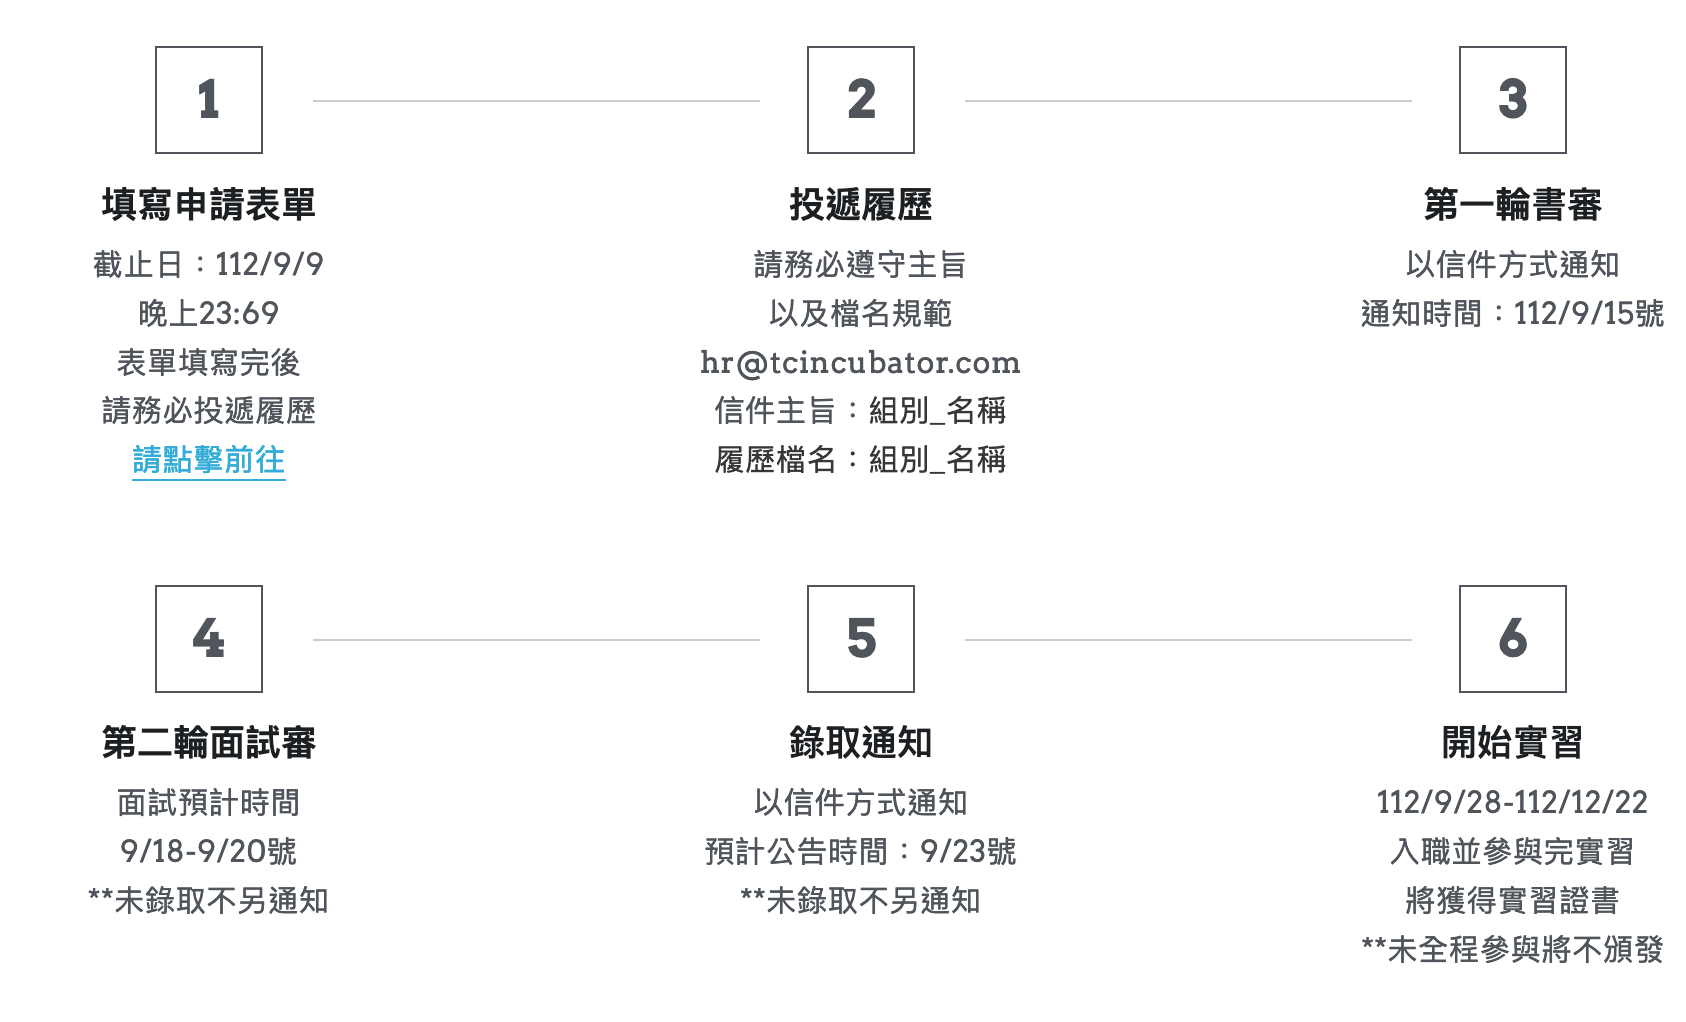 1
填寫申請表單
截止日：112/9/9
晚上23:69
表單填寫完後
請務必投遞履歷
請點擊前往
2
投遞履歷
請務必遵守主旨
以及檔名規範
hr@tcincubator.com
信件主旨：組別_名稱
履歷檔名：組別_名稱
3
第一輪書審
以信件方式通知
通知時間：112/9/15號
4
第二輪面試審
面試預計時間
9/18-9/20號
**未錄取不另通知
5
錄取通知
以信件方式通知
預計公告時間：9/23號
**未錄取不另通知
6
開始實習
112/9/28-112/12/22
入職並參與完實習
將獲得實習證書
**未全程參與將不頒發